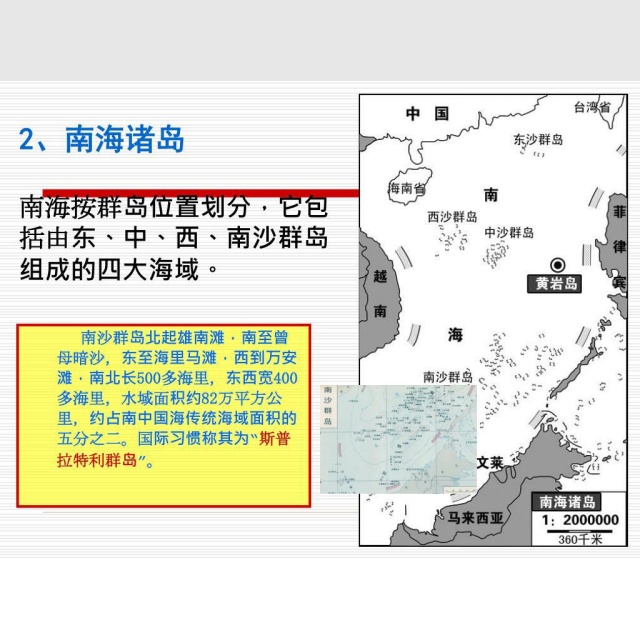 2、南海诸岛
南海按群岛位置划分，它包
括由东、中、西、南沙群岛
组成的四大海域。
南沙群岛北起雄南滩，南至曾
母暗沙，东至海里马滩，西到万安
滩，南北长500多海里，东西宽400
多海里，水域面积约82万平方公
里，约占南中国海传统海域面积的
五分之二。国际习惯称其为“斯普
拉特利群岛”。
中 国
台湾省
东沙群岛
海南省
南
西沙群岛
中沙群岛
菲律宾
黄岩岛
越南
海
南沙群岛
南沙群岛
文莱
马来西亚
南海诸岛
1：2000000
360千米